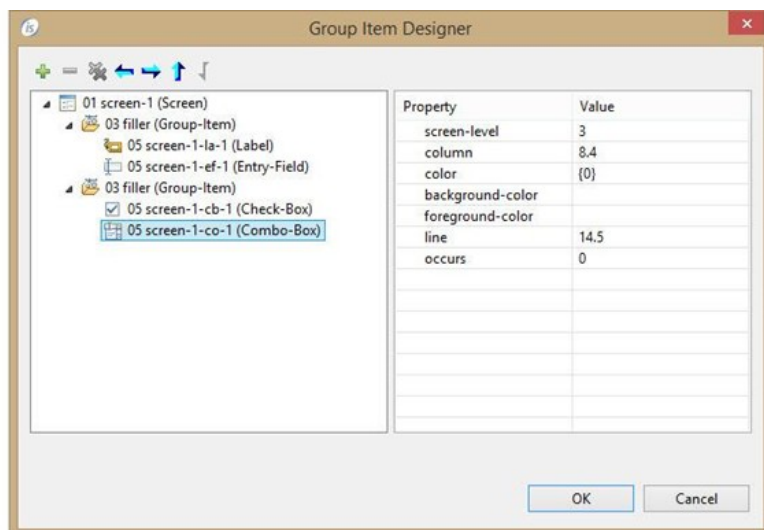 is
Group Item Designer
01 screen-1 (Screen)
03 filler (Group-Item)
05 screen-1-la-1 (Label)
05 screen-1-ef-1 (Entry-Field)
03 filler (Group-Item)
05 screen-1-cb-1 (Check-Box)
05 screen-1-co-1 (Combo-Box)
Property Value
screen-level 3
column 8.4
color {0}
background-color
foreground-color
line 14.5
occurs 0
OK Cancel